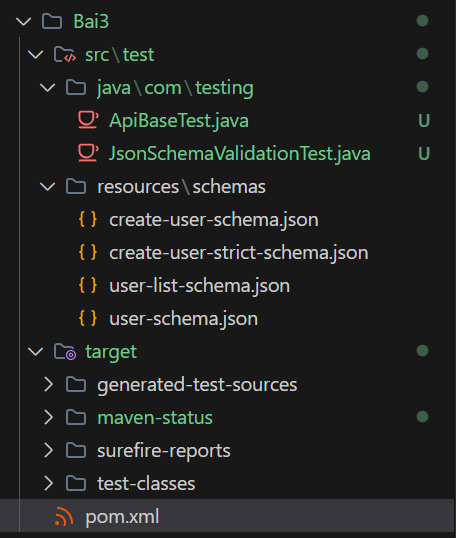 Bai3
src\test
java\com\testing
ApiBaseTest.java U
JsonSchemaValidationTest.java U
resources\schemas
{ } create-user-schema.json
{ } create-user-strict-schema.json
{ } user-list-schema.json
{ } user-schema.json
target
generated-test-sources
maven-status
surefire-reports
test-classes
pom.xml